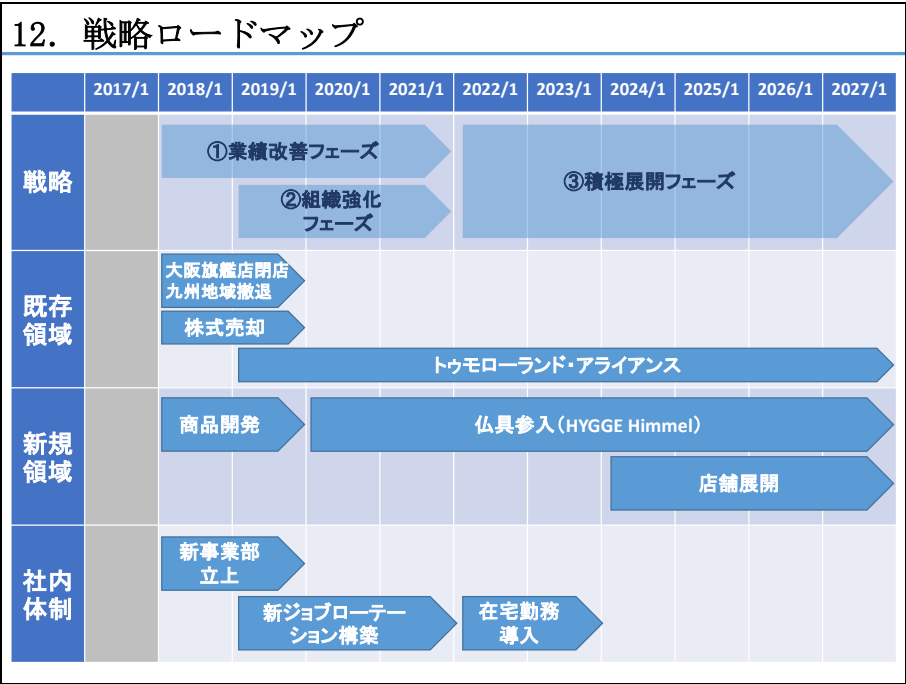 12. 戦略ロードマップ
2017/1 2018/1 2019/1 2020/1 2021/1 2022/1 2023/1 2024/1 2025/1 2026/1 2027/1
戦略
①業績改善フェーズ
②組織強化
フェーズ
③積極展開フェーズ
既存
領域
大阪旗艦店閉店
九州地域撤退
株式売却
トゥモローランド・アライアンス
新規
領域
商品開発
仏具参入（HYGGE Himmel）
店舗展開
社内
体制
新事業部
立上
新ジョブローテー
ション構築
在宅勤務
導入